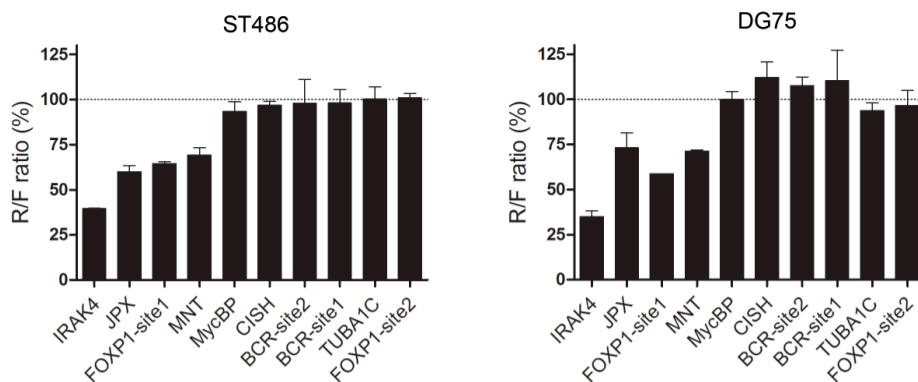 ST486
R/F ratio (%)
125
100
75
50
25
0
IRAK4
JPX
FOXP1-site1
MNT
MycBP
CISH
BCR-site2
BCR-site1
TUBA1C
FOXP1-site2
DG75
R/F ratio (%)
125
100
75
50
25
0
IRAK4
JPX
FOXP1-site1
MNT
MycBP
CISH
BCR-site2
BCR-site1
TUBA1C
FOXP1-site2